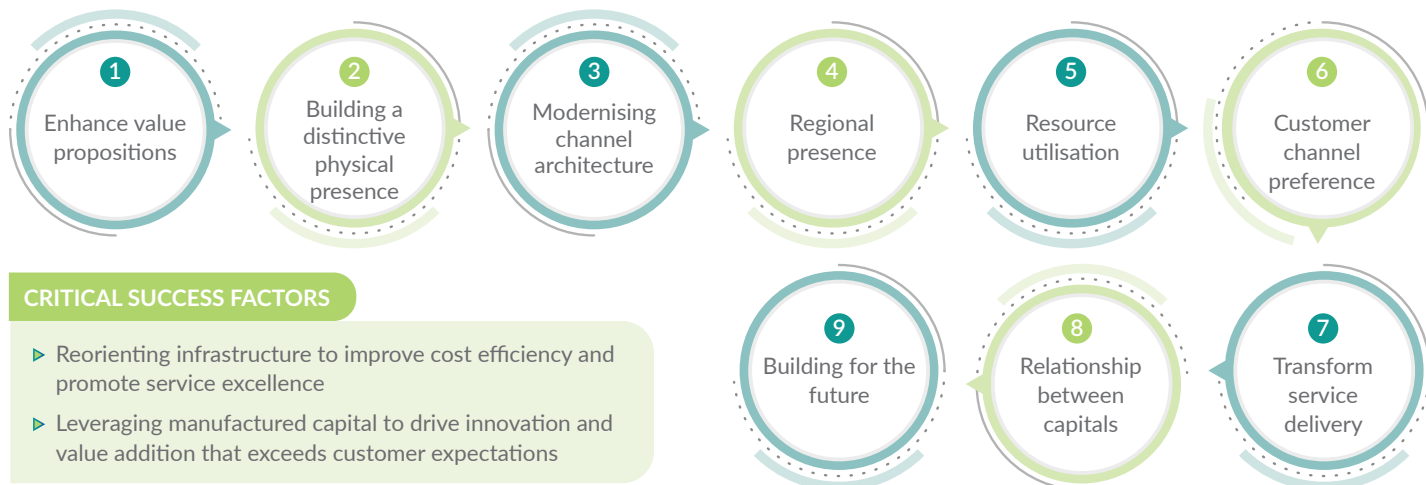 1
Enhance value
propositions
2
Building a
distinctive
physical
presence
3
Modernising
channel
architecture
4
Regional
presence
5
Resource
utilisation
6
Customer
channel
preference
7
Transform
service
delivery
8
Relationship
between
capitals
9
Building for the
future
CRITICAL SUCCESS FACTORS
Reorienting infrastructure to improve cost efficiency and
promote service excellence
Leveraging manufactured capital to drive innovation and
value addition that exceeds customer expectations